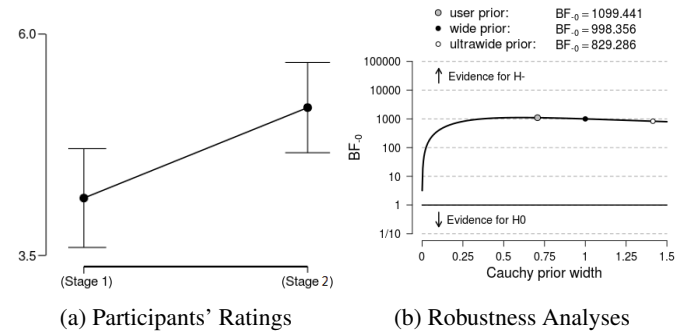 6.0
3.5
(Stage 1)
(Stage 2)
(a) Participants' Ratings
user prior: BF-0 = 1099.441
wide prior: BF-0 = 998.356
ultrawide prior: BF-0 = 829.286
100000
10000
1000
100
10
1
1/10
BF-0
Evidence for H-
Evidence for H0
0 0.25 0.5 0.75 1 1.25 1.5
Cauchy prior width
(b) Robustness Analyses